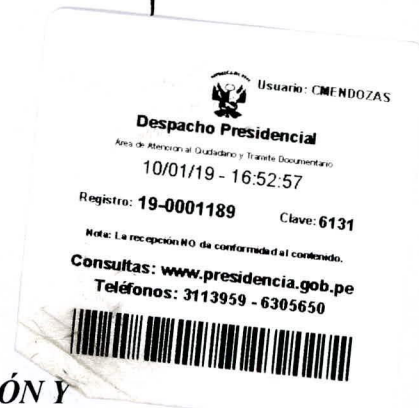 Usuario: CMENDOZAS
Despacho Presidencial
Area de Atencion al Ciudadano y Tramite Documentario
10/01/19 - 16:52:57
Registro: 19-0001189 Clave: 6131
Nota: La recepción NO da conformidad al contenido.
Consultas: www.presidencia.gob.pe
Teléfonos: 3113959 - 6305650
ÓN Y